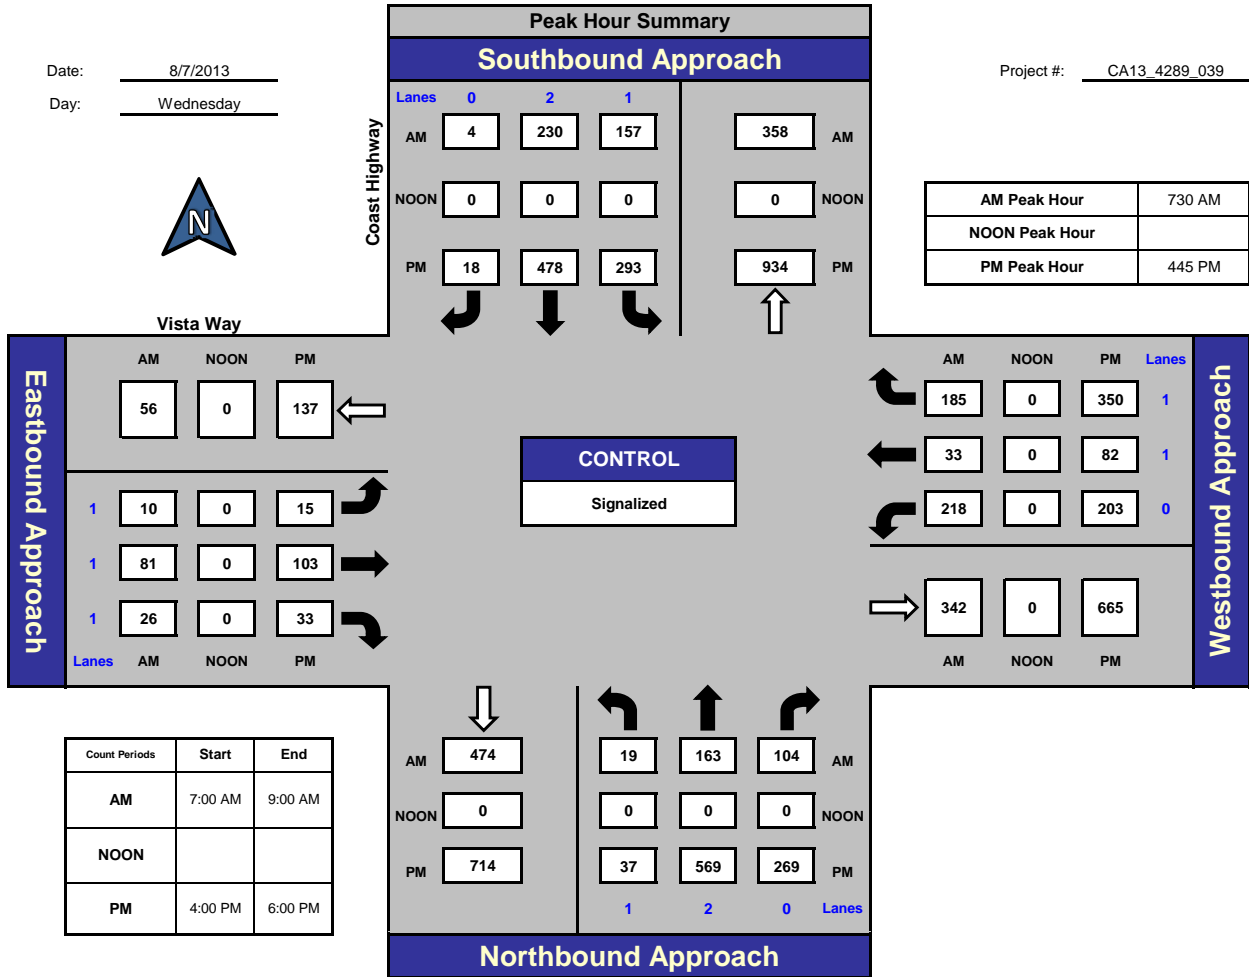 Peak Hour Summary
Southbound Approach
Date: 8/7/2013
Day: Wednesday
Project #: CA13_4289_039
Coast Highway
Lanes 0 2 1
AM 4 230 157 358 AM
NOON 0 0 0 0 NOON
PM 18 478 293 934 PM
N
AM Peak Hour 730 AM
NOON Peak Hour
PM Peak Hour 445 PM
Vista Way
Eastbound Approach
AM NOON PM
56 0 137
1 10 0 15
1 81 0 103
1 26 0 33
Lanes AM NOON PM
CONTROL
Signalized
AM NOON PM Lanes
185 0 350 1
33 0 82 1
218 0 203 0
342 0 665
AM NOON PM
Westbound Approach
Count Periods Start End
AM 7:00 AM 9:00 AM
NOON
PM 4:00 PM 6:00 PM
AM 474 19 163 104 AM
NOON 0 0 0 0 NOON
PM 714 37 569 269 PM
1 2 0 Lanes
Northbound Approach